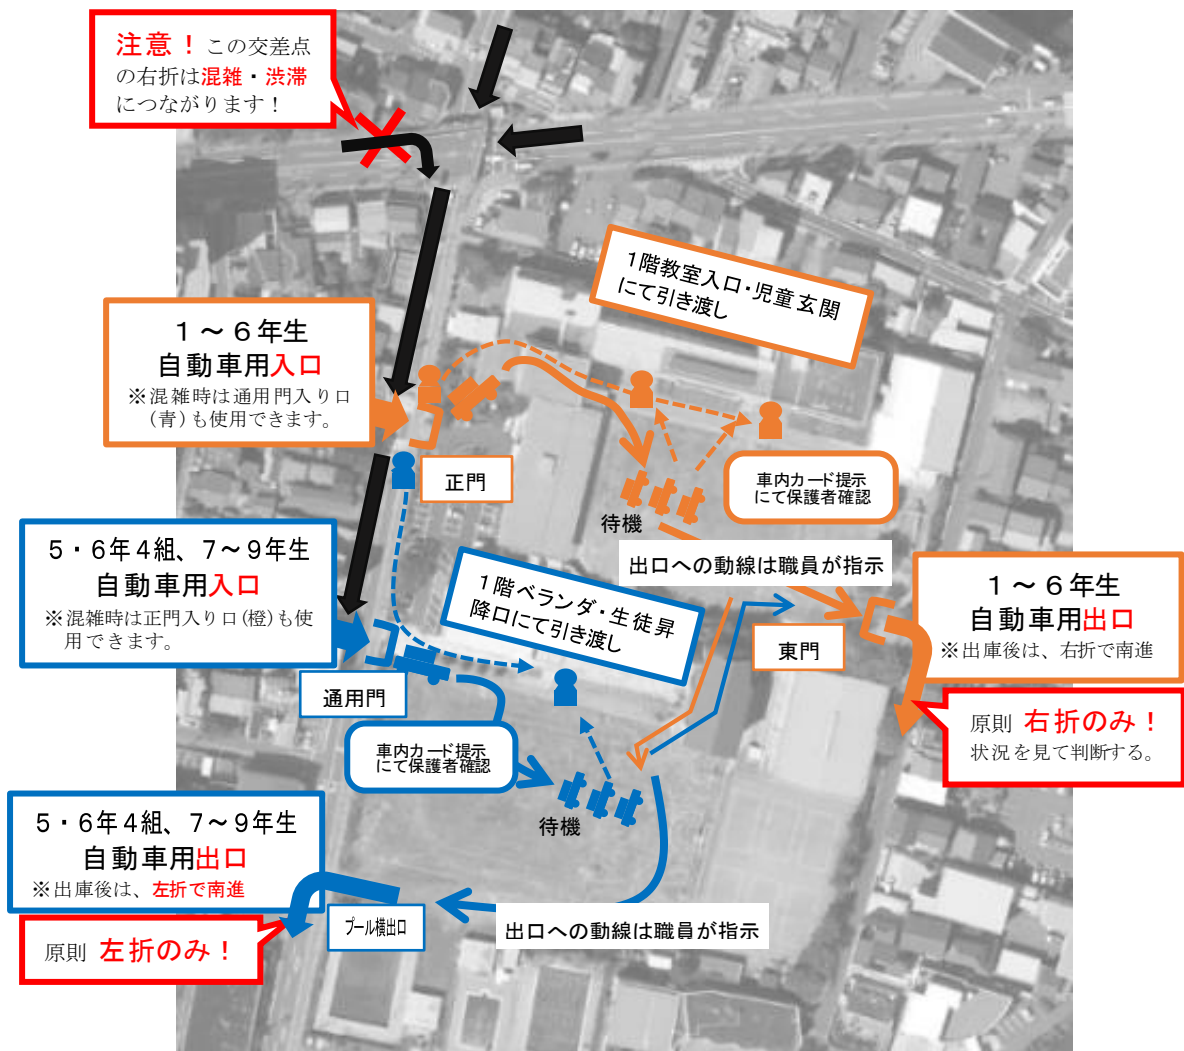 注意！この交差点
の右折は混雑・渋滞
につながります！
1階教室入口・児童玄関
にて引き渡し
１～６年生
自動車用入口
※混雑時は通用門入り口
（青）も使用できます。
正門
車内カード提示
にて保護者確認
待機
5・6年4組、7～9年生
自動車用入口
※混雑時は正門入り口(橙)も使
用できます。
1階ベランダ・生徒昇
降口にて引き渡し
出口への動線は職員が指示
１～６年生
自動車用出口
※出庫後は、右折で南進
東門
通用門
原則 右折のみ！
状況を見て判断する。
車内カード提示
にて保護者確認
待機
5・6年4組、7～9年生
自動車用出口
※出庫後は、左折で南進
プール横出口
出口への動線は職員が指示
原則 左折のみ！